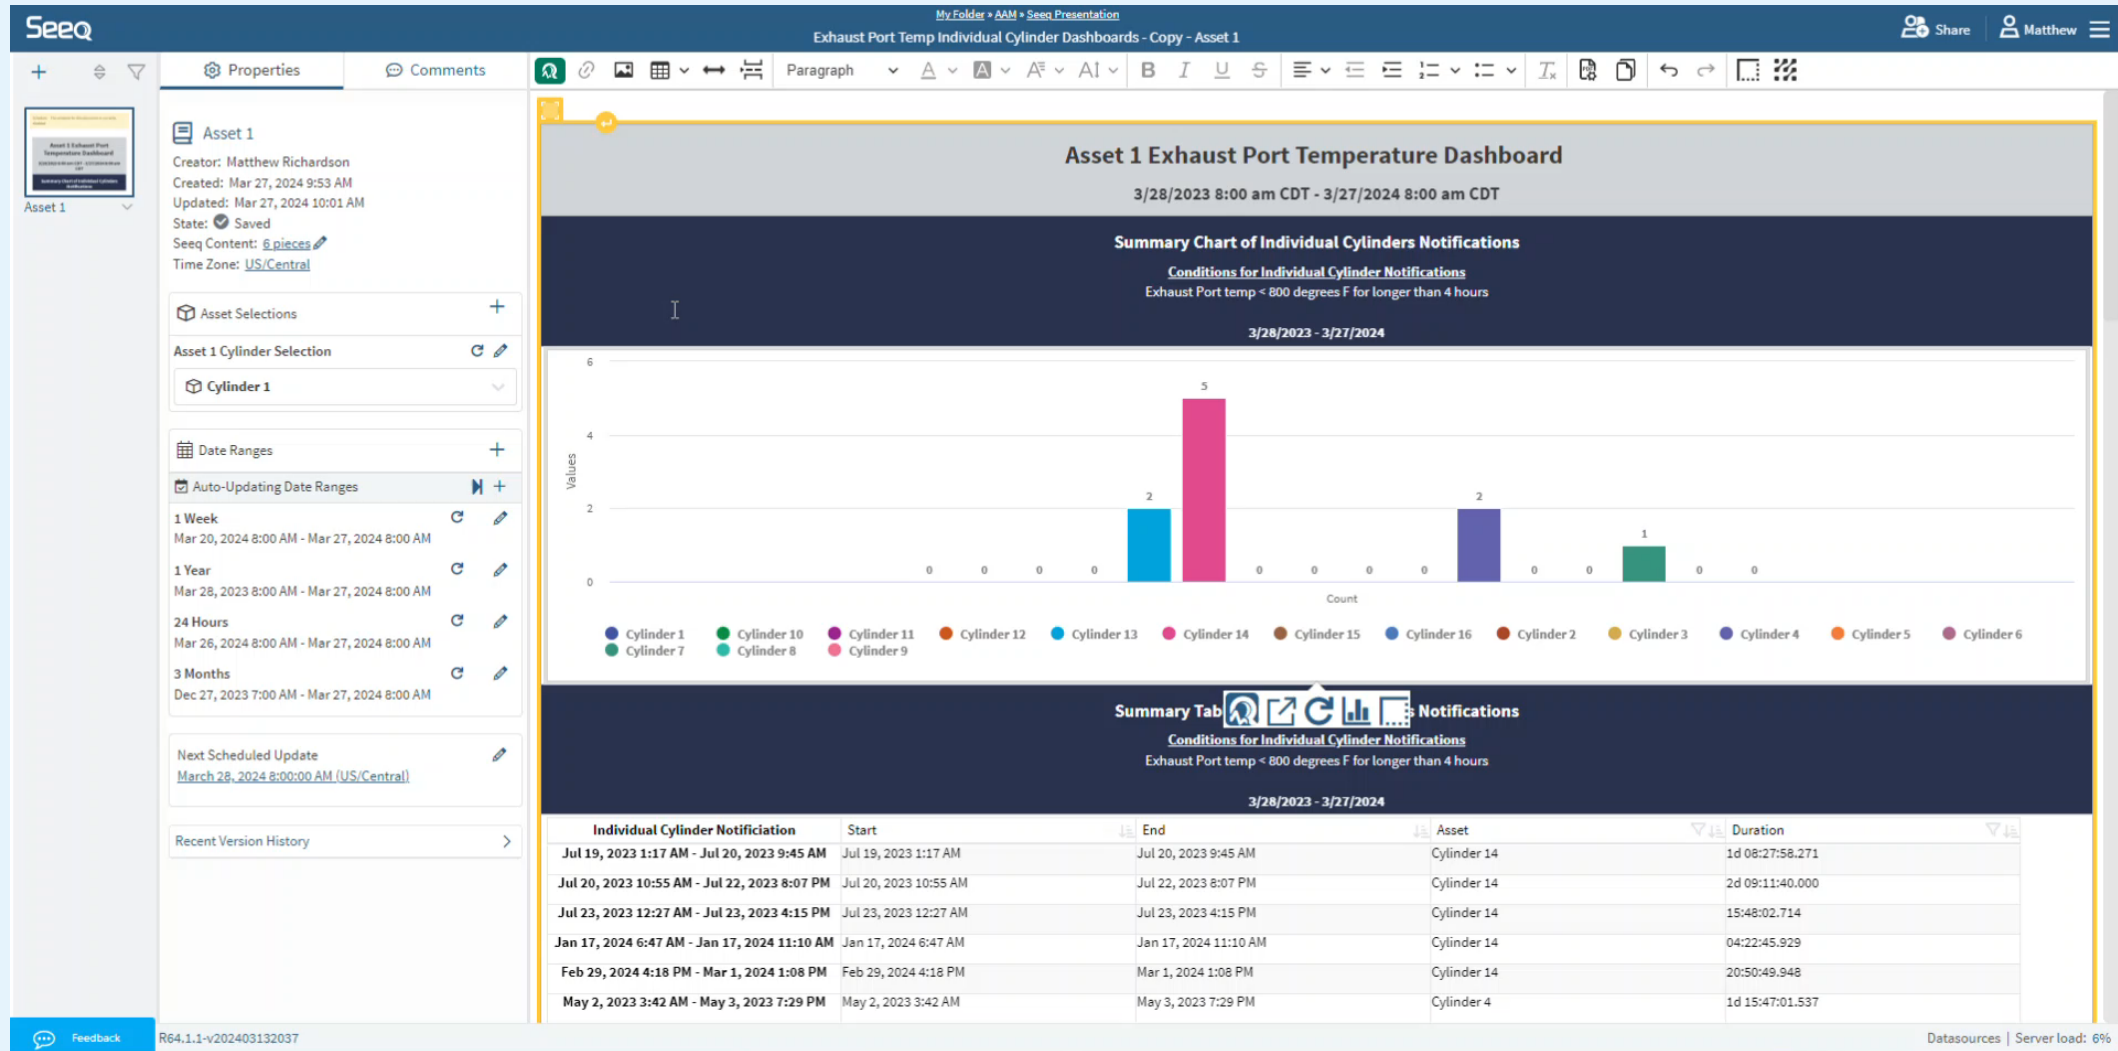 Seeq
My Folder » AAM » Seeq Presentation
Exhaust Port Temp Individual Cylinder Dashboards - Copy - Asset 1
Share
Matthew
Properties
Comments
Paragraph
Asset 1 Exhaust Port
Temperature Dashboard
Asset 1
Asset 1
Creator: Matthew Richardson
Created: Mar 27, 2024 9:53 AM
Updated: Mar 27, 2024 10:01 AM
State: Saved
Seeq Content: 6 pieces
Time Zone: US/Central
Asset Selections
Asset 1 Cylinder Selection
Cylinder 1
Date Ranges
Auto-Updating Date Ranges
1 Week
Mar 20, 2024 8:00 AM - Mar 27, 2024 8:00 AM
1 Year
Mar 28, 2023 8:00 AM - Mar 27, 2024 8:00 AM
24 Hours
Mar 26, 2024 8:00 AM - Mar 27, 2024 8:00 AM
3 Months
Dec 27, 2023 7:00 AM - Mar 27, 2024 8:00 AM
Next Scheduled Update
March 28, 2024 8:00:00 AM (US/Central)
Recent Version History
Asset 1 Exhaust Port Temperature Dashboard
3/28/2023 8:00 am CDT - 3/27/2024 8:00 am CDT
Summary Chart of Individual Cylinders Notifications
Conditions for Individual Cylinder Notifications
Exhaust Port temp < 800 degrees F for longer than 4 hours
3/28/2023 - 3/27/2024
6
4
2
0
Values
0 0 0 0 2 5 0 0 0 0 2 0 0 1 0 0
Count
Cylinder 1 Cylinder 10 Cylinder 11 Cylinder 12 Cylinder 13 Cylinder 14 Cylinder 15 Cylinder 16 Cylinder 2 Cylinder 3 Cylinder 4 Cylinder 5 Cylinder 6
Cylinder 7 Cylinder 8 Cylinder 9
Summary Tab s Notifications
Conditions for Individual Cylinder Notifications
Exhaust Port temp < 800 degrees F for longer than 4 hours
3/28/2023 - 3/27/2024
Individual Cylinder Notificiation Start End Asset Duration
Jul 19, 2023 1:17 AM - Jul 20, 2023 9:45 AM Jul 19, 2023 1:17 AM Jul 20, 2023 9:45 AM Cylinder 14 1d 08:27:58.271
Jul 20, 2023 10:55 AM - Jul 22, 2023 8:07 PM Jul 20, 2023 10:55 AM Jul 22, 2023 8:07 PM Cylinder 14 2d 09:11:40.000
Jul 23, 2023 12:27 AM - Jul 23, 2023 4:15 PM Jul 23, 2023 12:27 AM Jul 23, 2023 4:15 PM Cylinder 14 15:48:02.714
Jan 17, 2024 6:47 AM - Jan 17, 2024 11:10 AM Jan 17, 2024 6:47 AM Jan 17, 2024 11:10 AM Cylinder 14 04:22:45.929
Feb 29, 2024 4:18 PM - Mar 1, 2024 1:08 PM Feb 29, 2024 4:18 PM Mar 1, 2024 1:08 PM Cylinder 14 20:50:49.948
May 2, 2023 3:42 AM - May 3, 2023 7:29 PM May 2, 2023 3:42 AM May 3, 2023 7:29 PM Cylinder 4 1d 15:47:01.537
Feedback
R64.1.1-v202403132037
Datasources | Server load: 6%